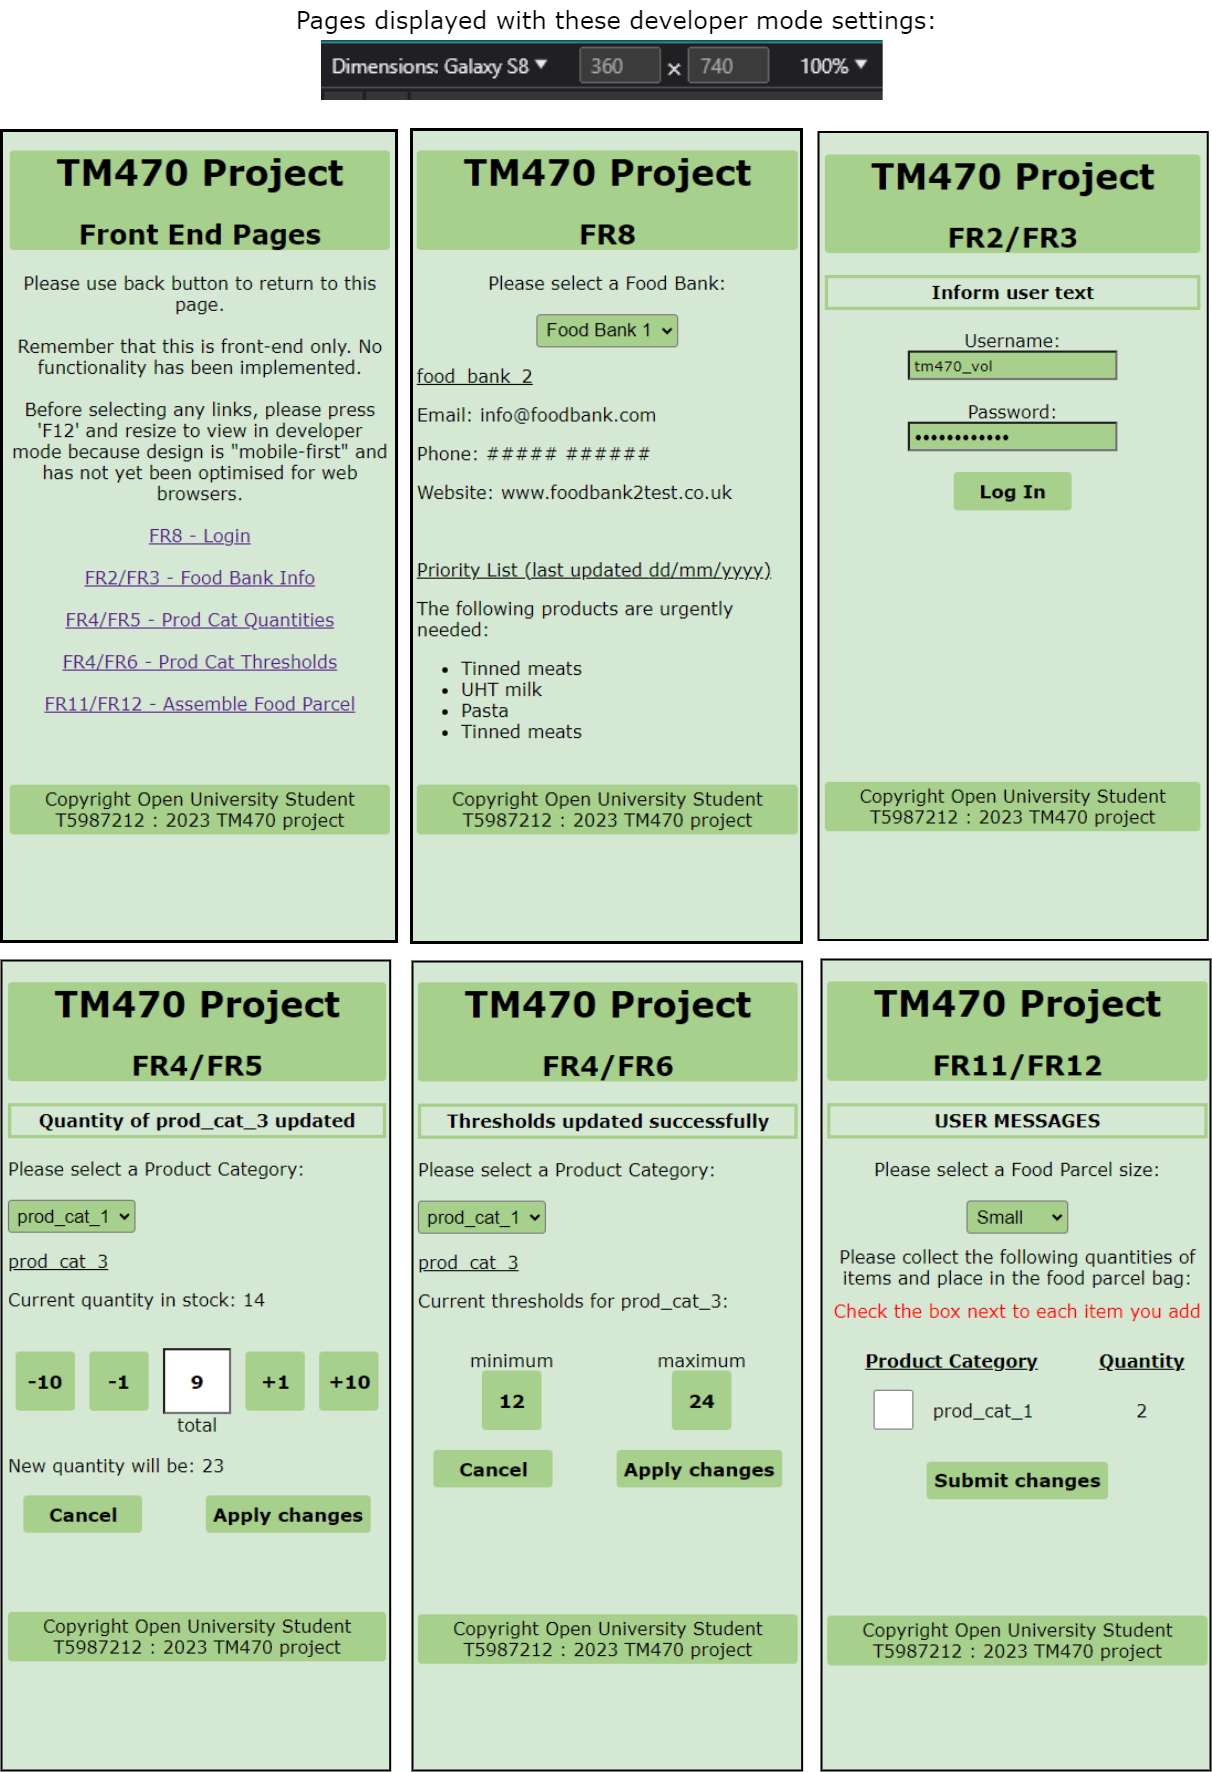 Pages displayed with these developer mode settings:
Dimensions: Galaxy S8 ▼ 360 × 740 100% ▼
TM470 Project
Front End Pages
Please use back button to return to this
page.
Remember that this is front-end only. No
functionality has been implemented.
Before selecting any links, please press
'F12' and resize to view in developer
mode because design is "mobile-first" and
has not yet been optimised for web
browsers.
FR8 - Login
FR2/FR3 - Food Bank Info
FR4/FR5 - Prod Cat Quantities
FR4/FR6 - Prod Cat Thresholds
FR11/FR12 - Assemble Food Parcel
Copyright Open University Student
T5987212 : 2023 TM470 project
TM470 Project
FR8
Please select a Food Bank:
Food Bank 1
food_bank_2
Email: info@foodbank.com
Phone: ##### ######
Website: www.foodbank2test.co.uk
Priority List (last updated dd/mm/yyyy)
The following products are urgently
needed:
• Tinned meats
• UHT milk
• Pasta
• Tinned meats
Copyright Open University Student
T5987212 : 2023 TM470 project
TM470 Project
FR2/FR3
Inform user text
Username:
tm470_vol
Password:
••••••••••••
Log In
Copyright Open University Student
T5987212 : 2023 TM470 project
TM470 Project
FR4/FR5
Quantity of prod_cat_3 updated
Please select a Product Category:
prod_cat_1
prod_cat_3
Current quantity in stock: 14
-10 -1 9 +1 +10
total
New quantity will be: 23
Cancel Apply changes
Copyright Open University Student
T5987212 : 2023 TM470 project
TM470 Project
FR4/FR6
Thresholds updated successfully
Please select a Product Category:
prod_cat_1
prod_cat_3
Current thresholds for prod_cat_3:
minimum maximum
12 24
Cancel Apply changes
Copyright Open University Student
T5987212 : 2023 TM470 project
TM470 Project
FR11/FR12
USER MESSAGES
Please select a Food Parcel size:
Small
Please collect the following quantities of
items and place in the food parcel bag:
Check the box next to each item you add
Product Category Quantity
prod_cat_1 2
Submit changes
Copyright Open University Student
T5987212 : 2023 TM470 project